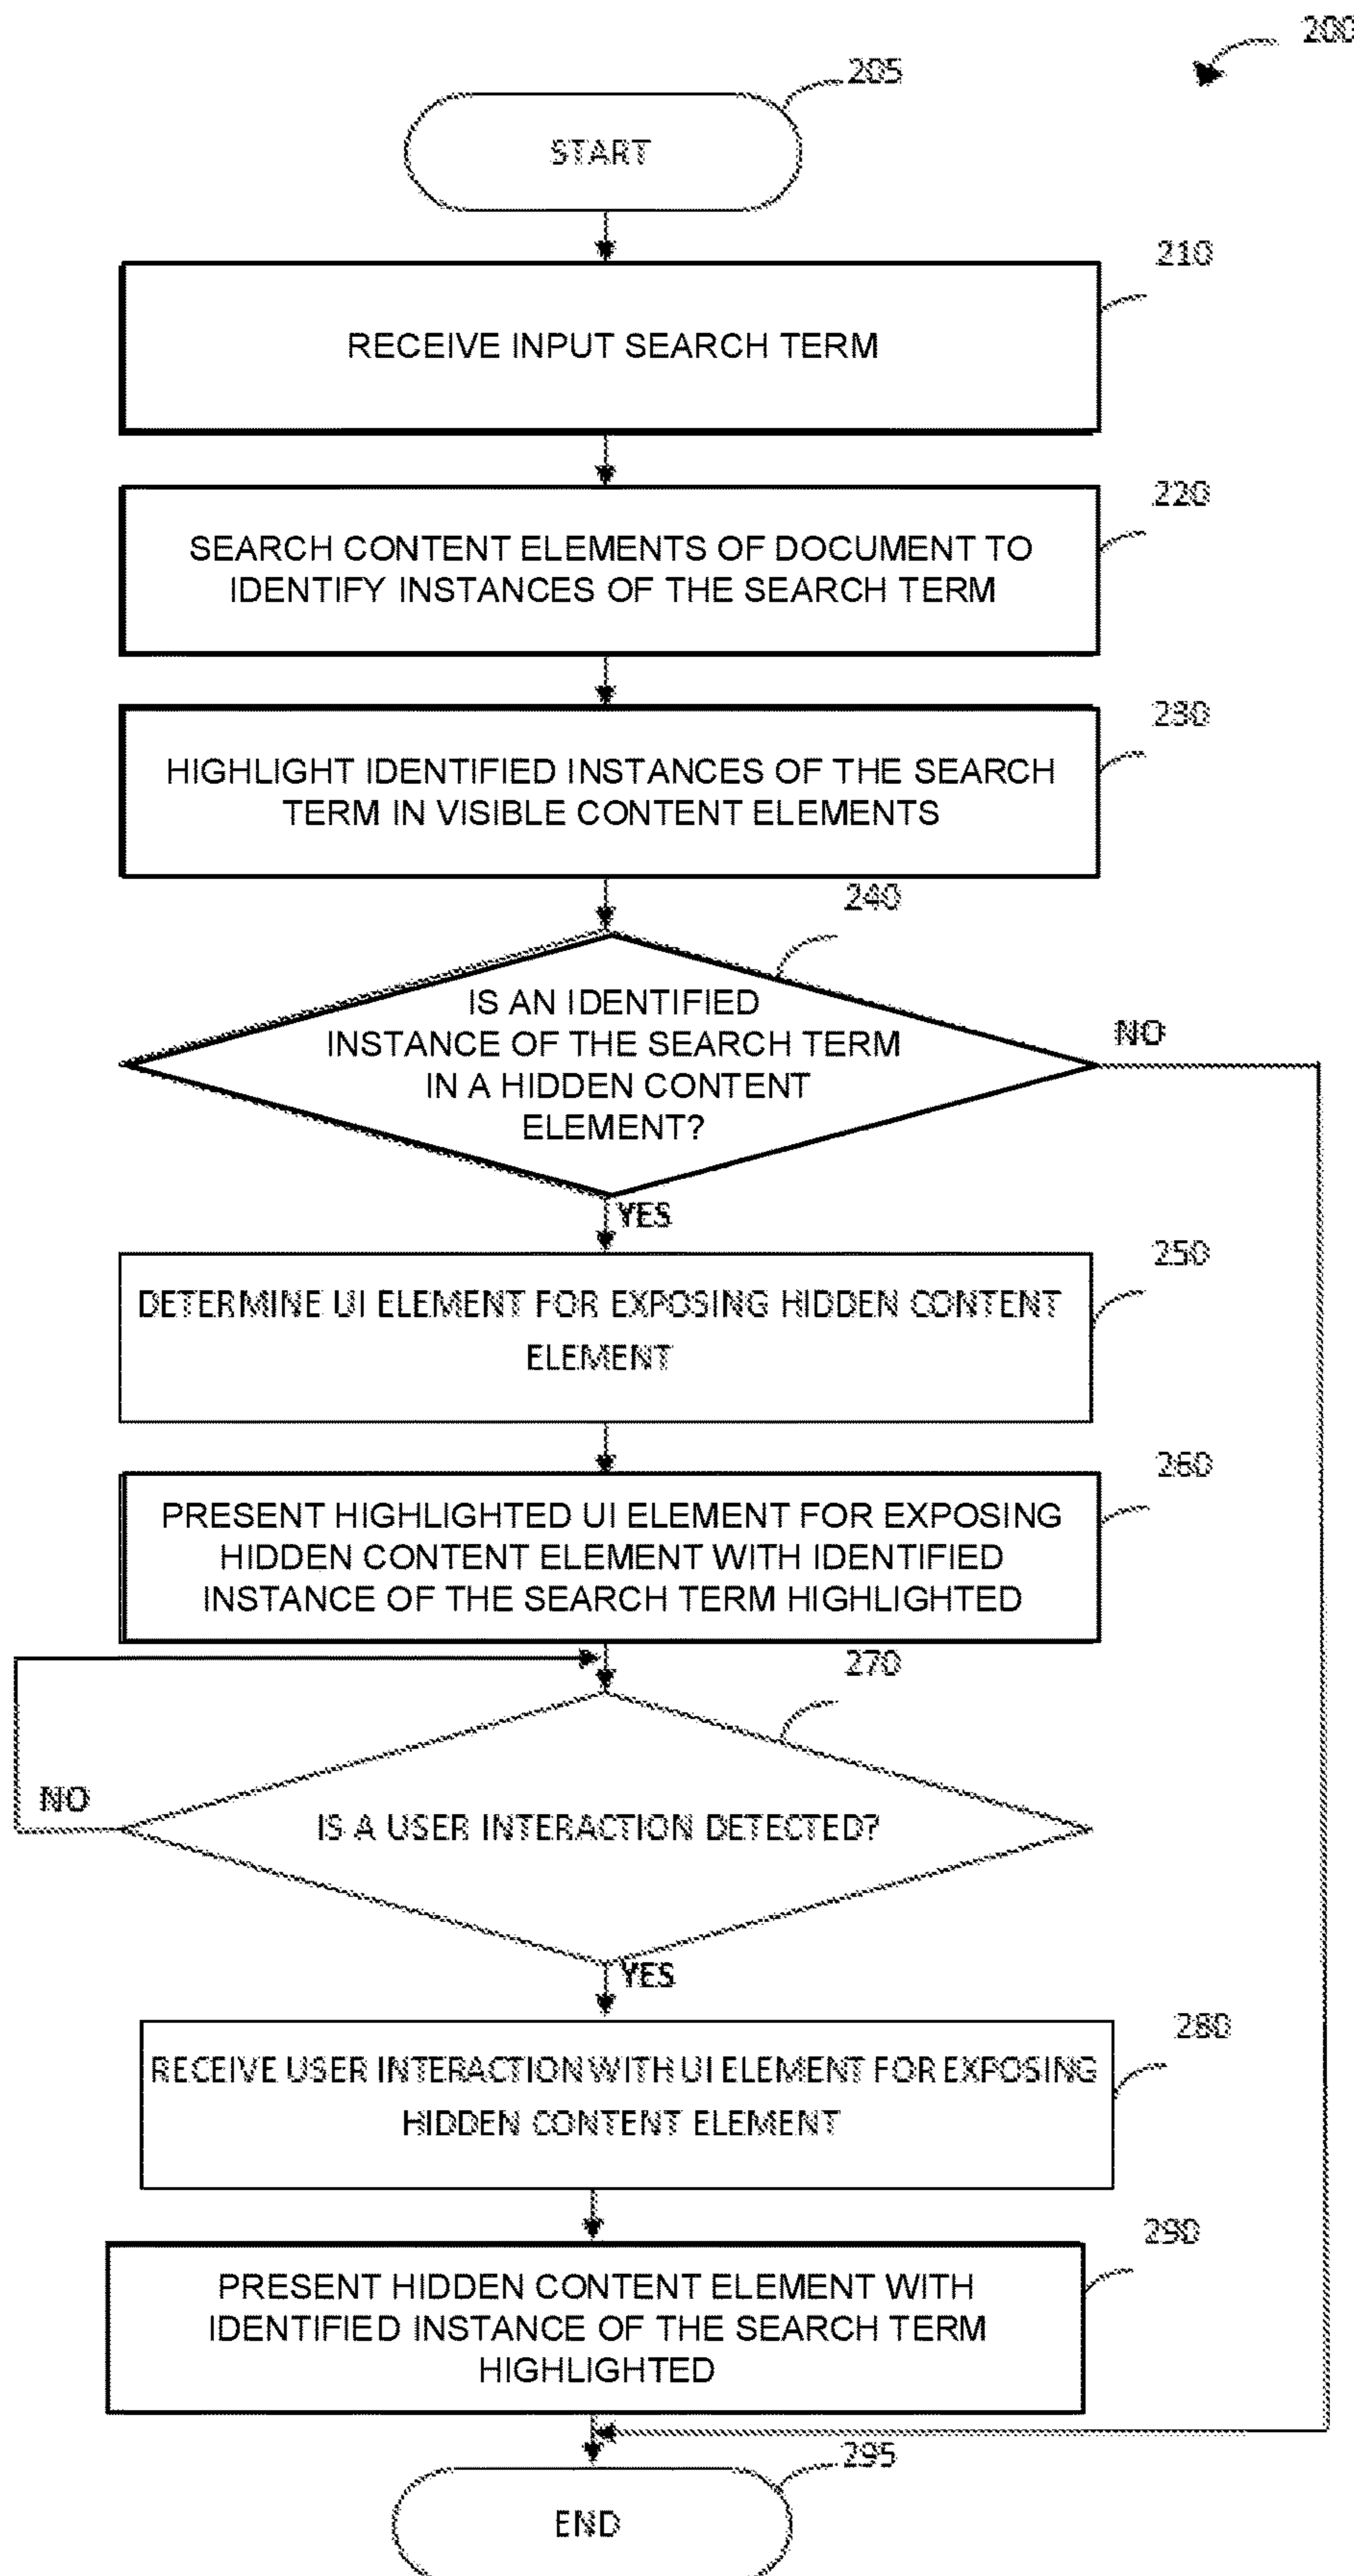 200
205
START
210
RECEIVE INPUT SEARCH TERM
220
SEARCH CONTENT ELEMENTS OF DOCUMENT TO
IDENTIFY INSTANCES OF THE SEARCH TERM
230
HIGHLIGHT IDENTIFIED INSTANCES OF THE SEARCH
TERM IN VISIBLE CONTENT ELEMENTS
240
IS AN IDENTIFIED
INSTANCE OF THE SEARCH TERM
IN A HIDDEN CONTENT
ELEMENT?
NO
YES
250
DETERMINE UI ELEMENT FOR EXPOSING HIDDEN CONTENT
ELEMENT
260
PRESENT HIGHLIGHTED UI ELEMENT FOR EXPOSING
HIDDEN CONTENT ELEMENT WITH IDENTIFIED
INSTANCE OF THE SEARCH TERM HIGHLIGHTED
270
NO
IS A USER INTERACTION DETECTED?
YES
280
RECEIVE USER INTERACTION WITH UI ELEMENT FOR EXPOSING
HIDDEN CONTENT ELEMENT
290
PRESENT HIDDEN CONTENT ELEMENT WITH
IDENTIFIED INSTANCE OF THE SEARCH TERM
HIGHLIGHTED
295
END